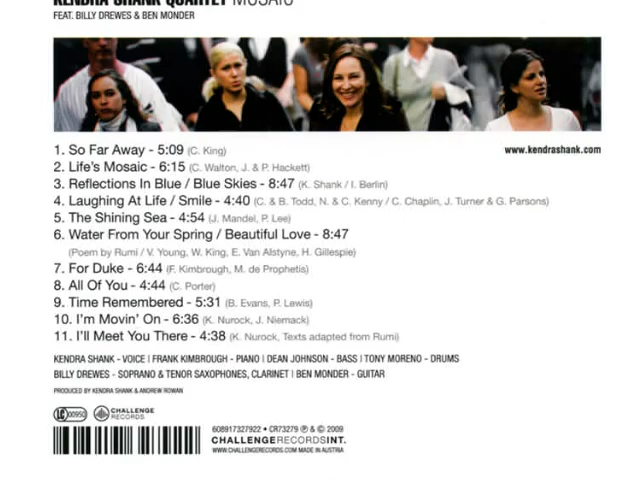 KENDRA SHANK QUARTET MOSAIC
FEAT. BILLY DREWES & BEN MONDER
1. So Far Away - 5:09 (C. King)
www.kendrashank.com
2. Life's Mosaic - 6:15 (C. Walton, J. & P. Hackett)
3. Reflections In Blue / Blue Skies - 8:47 (K. Shank / I. Berlin)
4. Laughing At Life / Smile - 4:40 (C. & B. Todd, N. & C. Kenny / C. Chaplin, J. Turner & G. Parsons)
5. The Shining Sea - 4:54 (J. Mandel, P. Lee)
6. Water From Your Spring / Beautiful Love - 8:47
(Poem by Rumi / V. Young, W. King, E. Van Alstyne, H. Gillespie)
7. For Duke - 6:44 (F. Kimbrough, M. de Prophetis)
8. All Of You - 4:44 (C. Porter)
9. Time Remembered - 5:31 (B. Evans, P. Lewis)
10. I'm Movin' On - 6:36 (K. Nurock, J. Niemack)
11. I'll Meet You There - 4:38 (K. Nurock, Texts adapted from Rumi)
KENDRA SHANK - VOICE | FRANK KIMBROUGH - PIANO | DEAN JOHNSON - BASS | TONY MORENO - DRUMS
BILLY DREWES - SOPRANO & TENOR SAXOPHONES, CLARINET | BEN MONDER - GUITAR
PRODUCED BY KENDRA SHANK & ANDREW ROWAN
LC 00950 CHALLENGE RECORDS
608917327922 • CR73279 ℗ & © 2009
CHALLENGERECORDSINT.
WWW.CHALLENGERECORDS.COM MADE IN AUSTRIA